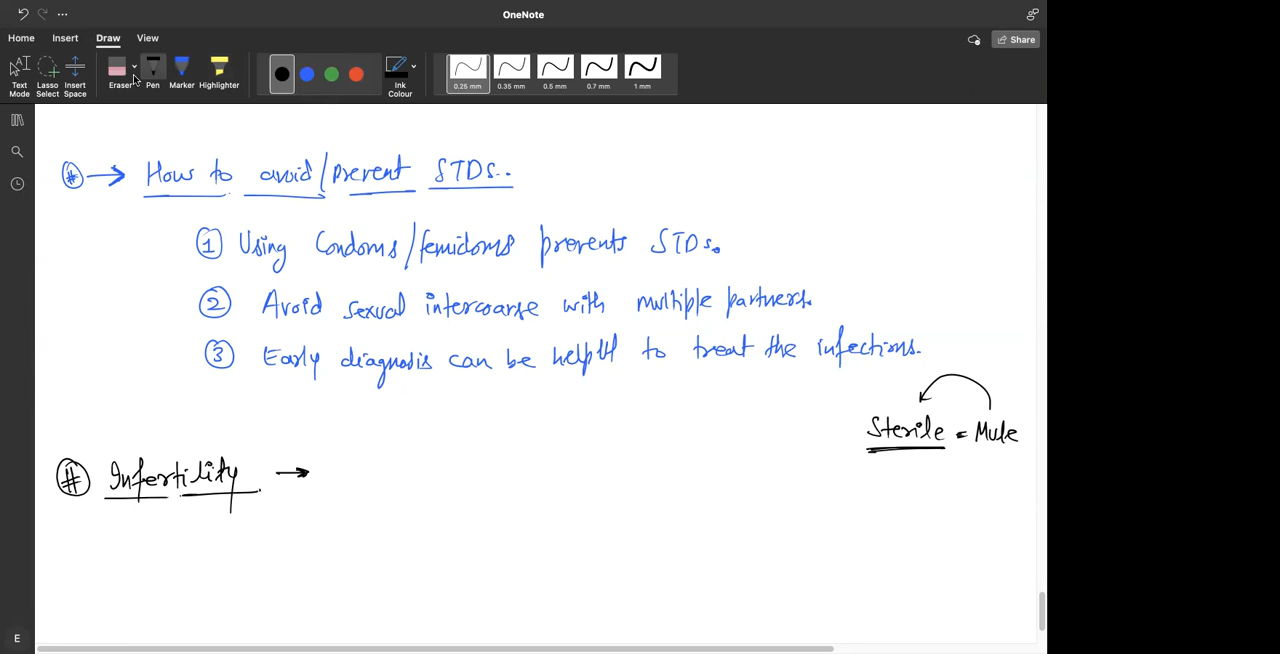 OneNote
Home Insert Draw View
Share
Text Mode Lasso Select Insert Space Eraser Pen Marker Highlighter Ink Colour 0.25 mm 0.35 mm 0.5 mm 0.7 mm 1 mm
# → How to avoid/prevent STDs..
① Using Condoms/femidoms prevents STDs.
② Avoid sexual intercoarse with multiple partners.
③ Early diagnosis can be helpful to treat the infections.
Sterile = Mule
# Infertility →
E